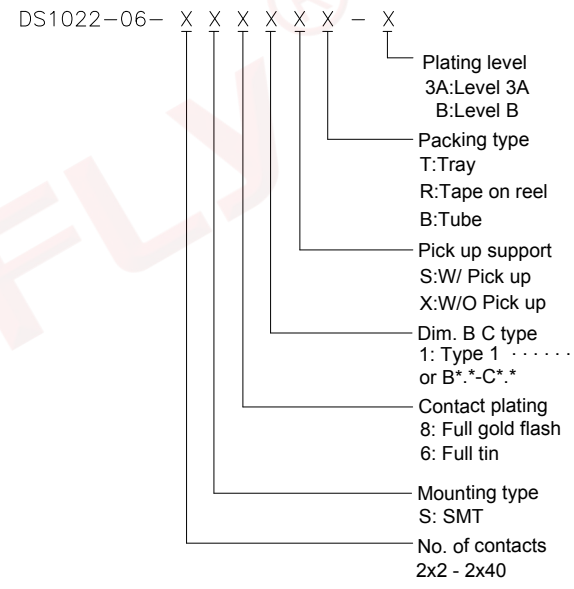 DS1022-06- X X X X X X - X
Plating level
3A:Level 3A
B:Level B
Packing type
T:Tray
R:Tape on reel
B:Tube
Pick up support
S:W/ Pick up
X:W/O Pick up
Dim. B C type
1: Type 1 ······
or B*.*-C*.*
Contact plating
8: Full gold flash
6: Full tin
Mounting type
S: SMT
No. of contacts
2x2 - 2x40
FLY
®